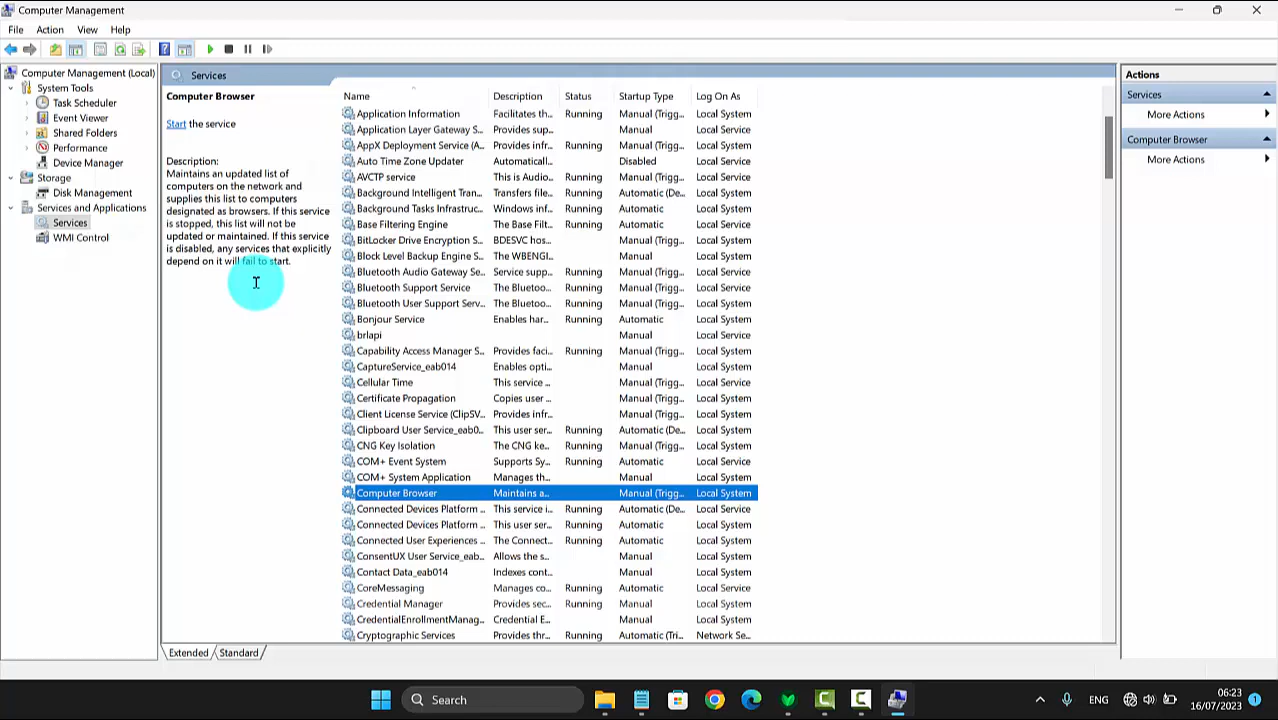 Computer Management
File Action View Help
Computer Management (Local)
System Tools
Task Scheduler
Event Viewer
Shared Folders
Performance
Device Manager
Storage
Disk Management
Services and Applications
Services
WMI Control
Services
Computer Browser
Start the service
Description:
Maintains an updated list of
computers on the network and
supplies this list to computers
designated as browsers. If this service
is stopped, this list will not be
updated or maintained. If this service
is disabled, any services that explicitly
depend on it will fail to start.
Name Description Status Startup Type Log On As
Application Information Facilitates th... Running Manual (Trigg... Local System
Application Layer Gateway S... Provides sup... Manual Local Service
AppX Deployment Service (A... Provides infr... Running Manual (Trigg... Local System
Auto Time Zone Updater Automaticall... Disabled Local Service
AVCTP service This is Audio... Running Manual (Trigg... Local Service
Background Intelligent Tran... Transfers file... Running Automatic (De... Local System
Background Tasks Infrastruc... Windows inf... Running Automatic Local System
Base Filtering Engine The Base Filt... Running Automatic Local Service
BitLocker Drive Encryption S... BDESVC hos... Manual (Trigg... Local System
Block Level Backup Engine S... The WBENGI... Manual Local System
Bluetooth Audio Gateway Se... Service supp... Running Manual (Trigg... Local Service
Bluetooth Support Service The Bluetoo... Running Manual (Trigg... Local Service
Bluetooth User Support Serv... The Bluetoo... Running Manual (Trigg... Local System
Bonjour Service Enables har... Running Automatic Local System
brlapi Manual Local Service
Capability Access Manager S... Provides faci... Running Manual (Trigg... Local System
CaptureService_eab014 Enables opti... Manual Local System
Cellular Time This service ... Manual (Trigg... Local Service
Certificate Propagation Copies user ... Manual (Trigg... Local System
Client License Service (ClipSV... Provides infr... Manual (Trigg... Local System
Clipboard User Service_eab0... This user ser... Running Automatic (De... Local System
CNG Key Isolation The CNG ke... Running Manual (Trigg... Local System
COM+ Event System Supports Sy... Running Automatic Local Service
COM+ System Application Manages th... Manual Local System
Computer Browser Maintains a... Manual (Trigg... Local System
Connected Devices Platform ... This service i... Running Automatic (De... Local Service
Connected Devices Platform ... This user ser... Running Automatic Local System
Connected User Experiences ... The Connect... Running Automatic Local System
ConsentUX User Service_eab... Allows the s... Manual Local System
Contact Data_eab014 Indexes cont... Manual Local System
CoreMessaging Manages co... Running Automatic Local Service
Credential Manager Provides sec... Running Manual Local System
CredentialEnrollmentManag... Credential E... Manual Local System
Cryptographic Services Provides thr... Running Automatic (Tri... Network Se...
Extended Standard
Actions
Services
More Actions
Computer Browser
More Actions
Search
ENG
06:23
16/07/2023
1